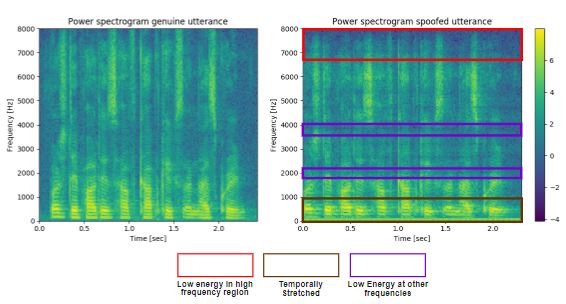 Power spectrogram genuine utterance
Power spectrogram spoofed utterance
8000
7000
6000
5000
4000
3000
2000
1000
0
Frequency [Hz]
0.0 0.5 1.0 1.5 2.0
Time [sec]
8000
7000
6000
5000
4000
3000
2000
1000
0
Frequency [Hz]
0.0 0.5 1.0 1.5 2.0
Time [sec]
6
4
2
0
−2
−4
Low energy in high
frequency region
Temporally
Stretched
Low Energy at other
frequencies